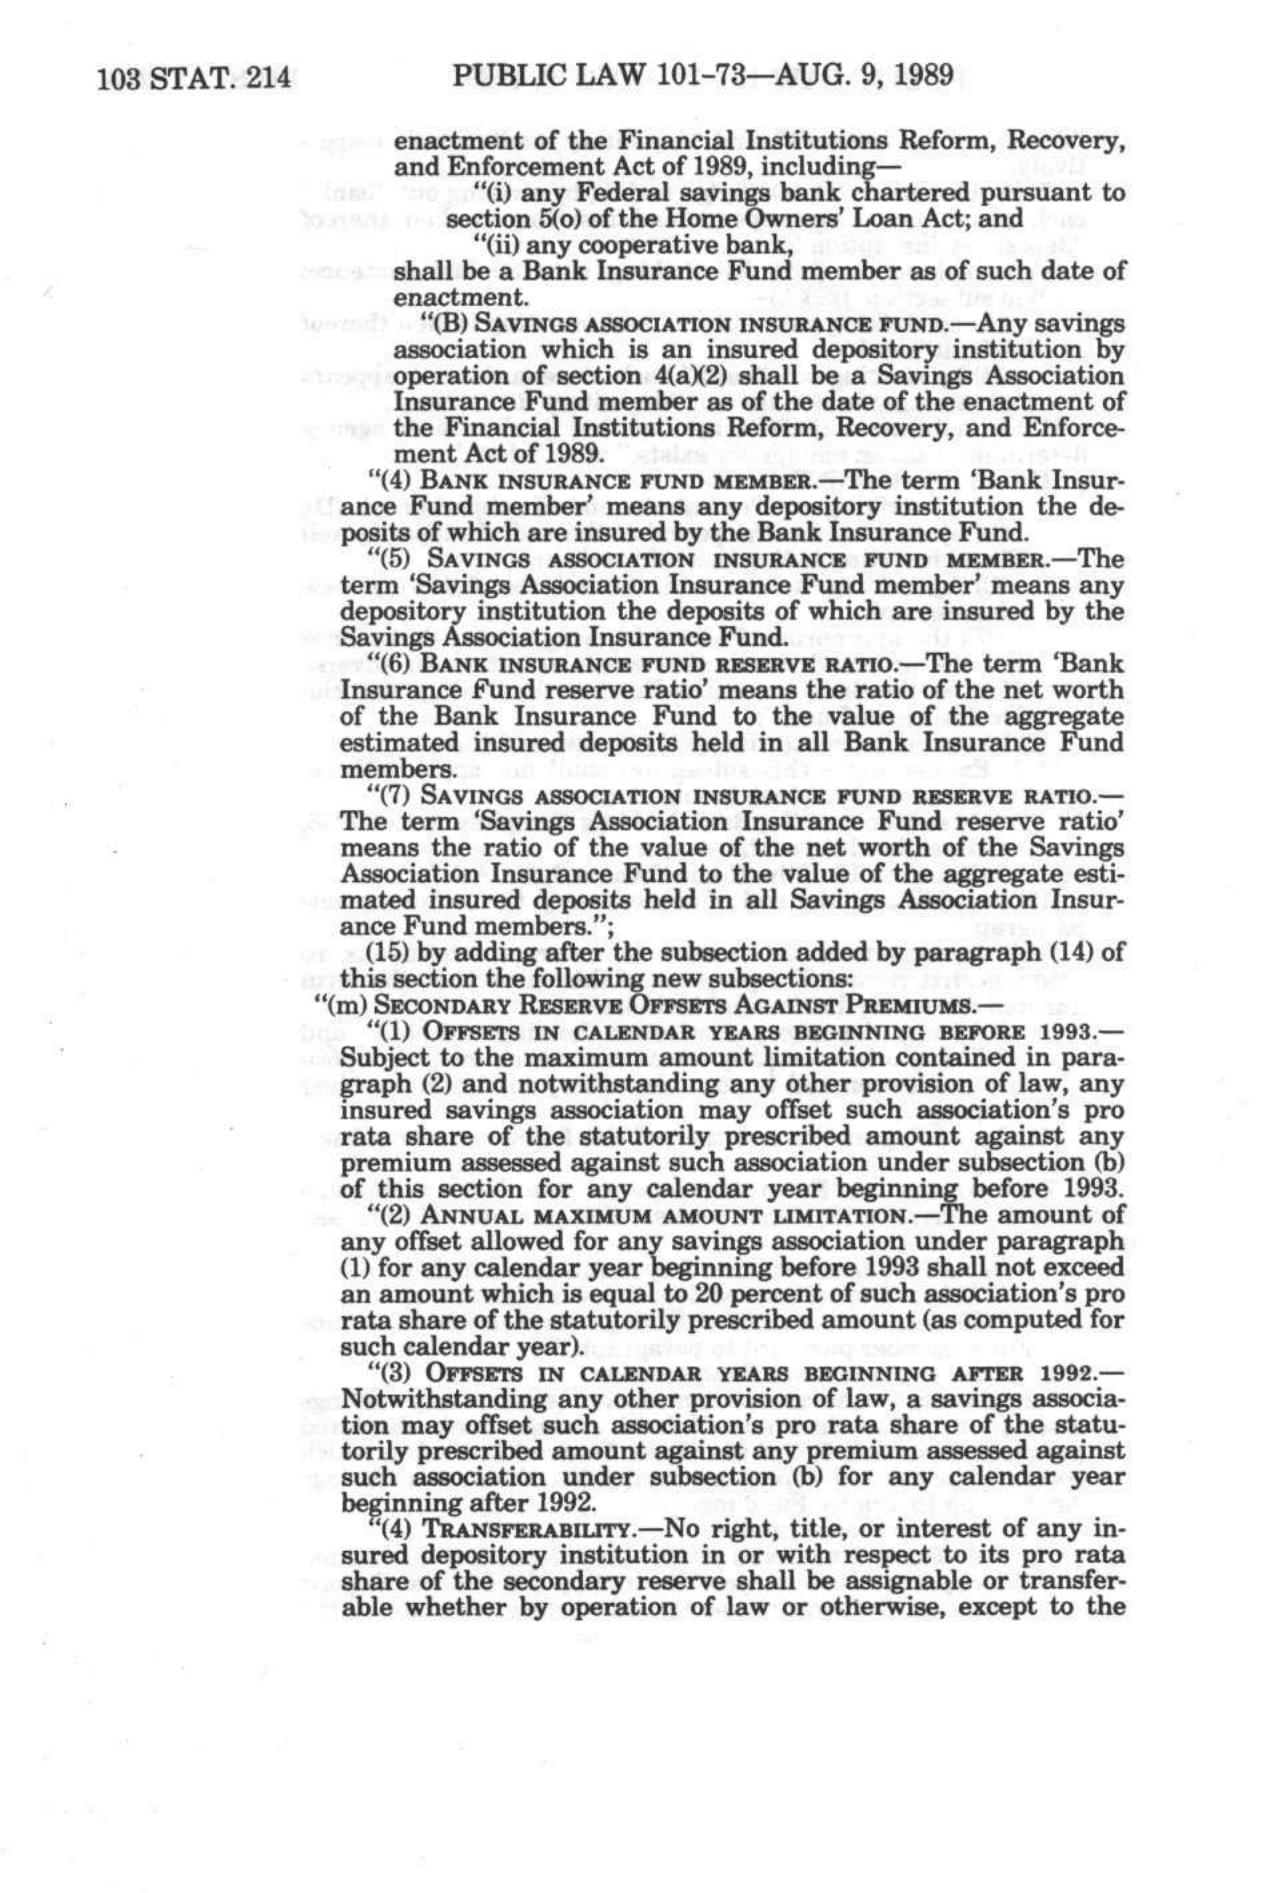 103 STAT. 214 PUBLIC LAW 101-73—AUG. 9, 1989
enactment of the Financial Institutions Reform, Recovery,
and Enforcement Act of 1989, including—
“(i) any Federal savings bank chartered pursuant to
section 5(o) of the Home Owners’ Loan Act; and
“(ii) any cooperative bank,
shall be a Bank Insurance Fund member as of such date of
enactment.
“(B) SAVINGS ASSOCIATION INSURANCE FUND.—Any savings
association which is an insured depository institution by
operation of section 4(a)(2) shall be a Savings Association
Insurance Fund member as of the date of the enactment of
the Financial Institutions Reform, Recovery, and Enforce-
ment Act of 1989.
“(4) BANK INSURANCE FUND MEMBER.—The term ‘Bank Insur-
ance Fund member’ means any depository institution the de-
posits of which are insured by the Bank Insurance Fund.
“(5) SAVINGS ASSOCIATION INSURANCE FUND MEMBER.—The
term ‘Savings Association Insurance Fund member’ means any
depository institution the deposits of which are insured by the
Savings Association Insurance Fund.
“(6) BANK INSURANCE FUND RESERVE RATIO.—The term ‘Bank
Insurance Fund reserve ratio’ means the ratio of the net worth
of the Bank Insurance Fund to the value of the aggregate
estimated insured deposits held in all Bank Insurance Fund
members.
“(7) SAVINGS ASSOCIATION INSURANCE FUND RESERVE RATIO.—
The term ‘Savings Association Insurance Fund reserve ratio’
means the ratio of the value of the net worth of the Savings
Association Insurance Fund to the value of the aggregate esti-
mated insured deposits held in all Savings Association Insur-
ance Fund members.”;
(15) by adding after the subsection added by paragraph (14) of
this section the following new subsections:
“(m) SECONDARY RESERVE OFFSETS AGAINST PREMIUMS.—
“(1) OFFSETS IN CALENDAR YEARS BEGINNING BEFORE 1993.—
Subject to the maximum amount limitation contained in para-
graph (2) and notwithstanding any other provision of law, any
insured savings association may offset such association’s pro
rata share of the statutorily prescribed amount against any
premium assessed against such association under subsection (b)
of this section for any calendar year beginning before 1993.
“(2) ANNUAL MAXIMUM AMOUNT LIMITATION.—The amount of
any offset allowed for any savings association under paragraph
(1) for any calendar year beginning before 1993 shall not exceed
an amount which is equal to 20 percent of such association’s pro
rata share of the statutorily prescribed amount (as computed for
such calendar year).
“(3) OFFSETS IN CALENDAR YEARS BEGINNING AFTER 1992.—
Notwithstanding any other provision of law, a savings associa-
tion may offset such association’s pro rata share of the statu-
torily prescribed amount against any premium assessed against
such association under subsection (b) for any calendar year
beginning after 1992.
“(4) TRANSFERABILITY.—No right, title, or interest of any in-
sured depository institution in or with respect to its pro rata
share of the secondary reserve shall be assignable or transfer-
able whether by operation of law or otherwise, except to the